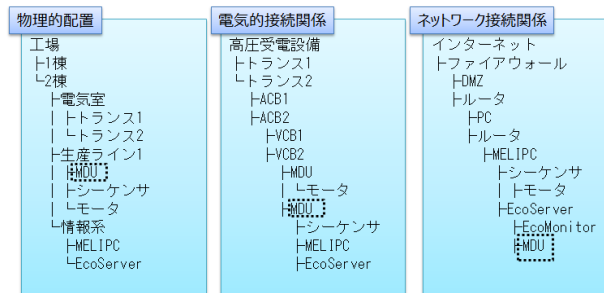 物理的配置
工場
├1棟
└2棟
├電気室
│├トランス1
│└トランス2
├生産ライン1
│├MDU
│├シーケンサ
│└モータ
└情報系
├MELIPC
└EcoServer
電気的接続関係
高圧受電設備
├トランス1
└トランス2
├ACB1
├ACB2
├VCB1
├VCB2
├MDU
│└モータ
├MDU
├シーケンサ
├MELIPC
├EcoServer
ネットワーク接続関係
インターネット
├ファイアウォール
├DMZ
├ルータ
├PC
├ルータ
├MELIPC
├シーケンサ
│├モータ
├EcoServer
├EcoMonitor
├MDU